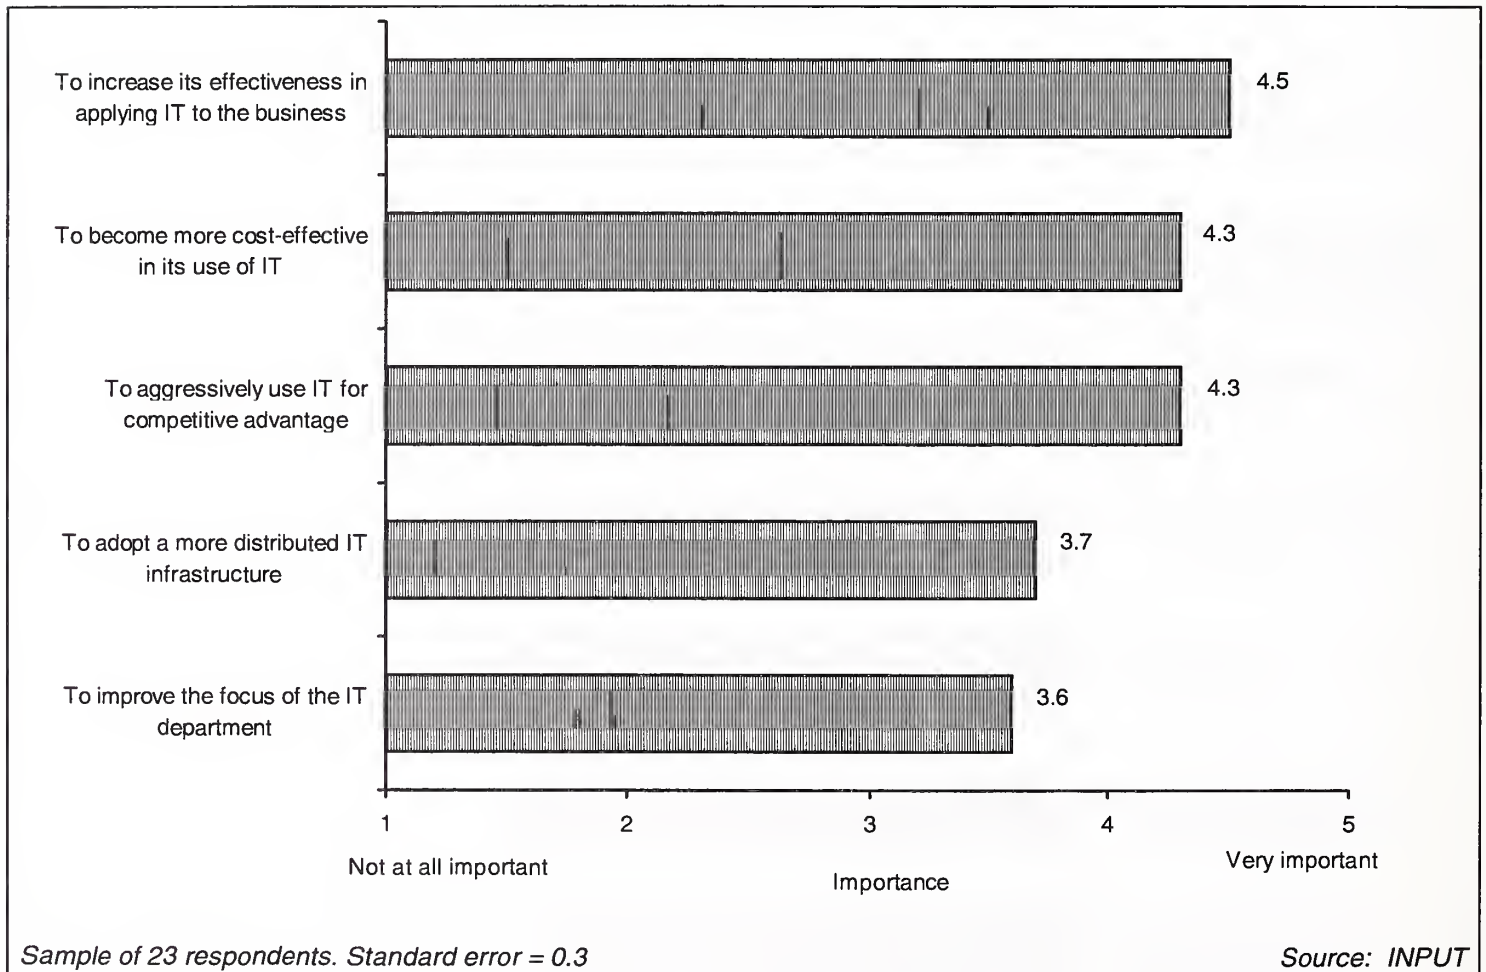 To increase its effectiveness in
applying IT to the business
4.5
To become more cost-effective
in its use of IT
4.3
To aggressively use IT for
competitive advantage
4.3
To adopt a more distributed IT
infrastructure
3.7
To improve the focus of the IT
department
3.6
1 2 3 4 5
Not at all important
Importance
Very important
Sample of 23 respondents. Standard error = 0.3
Source: INPUT